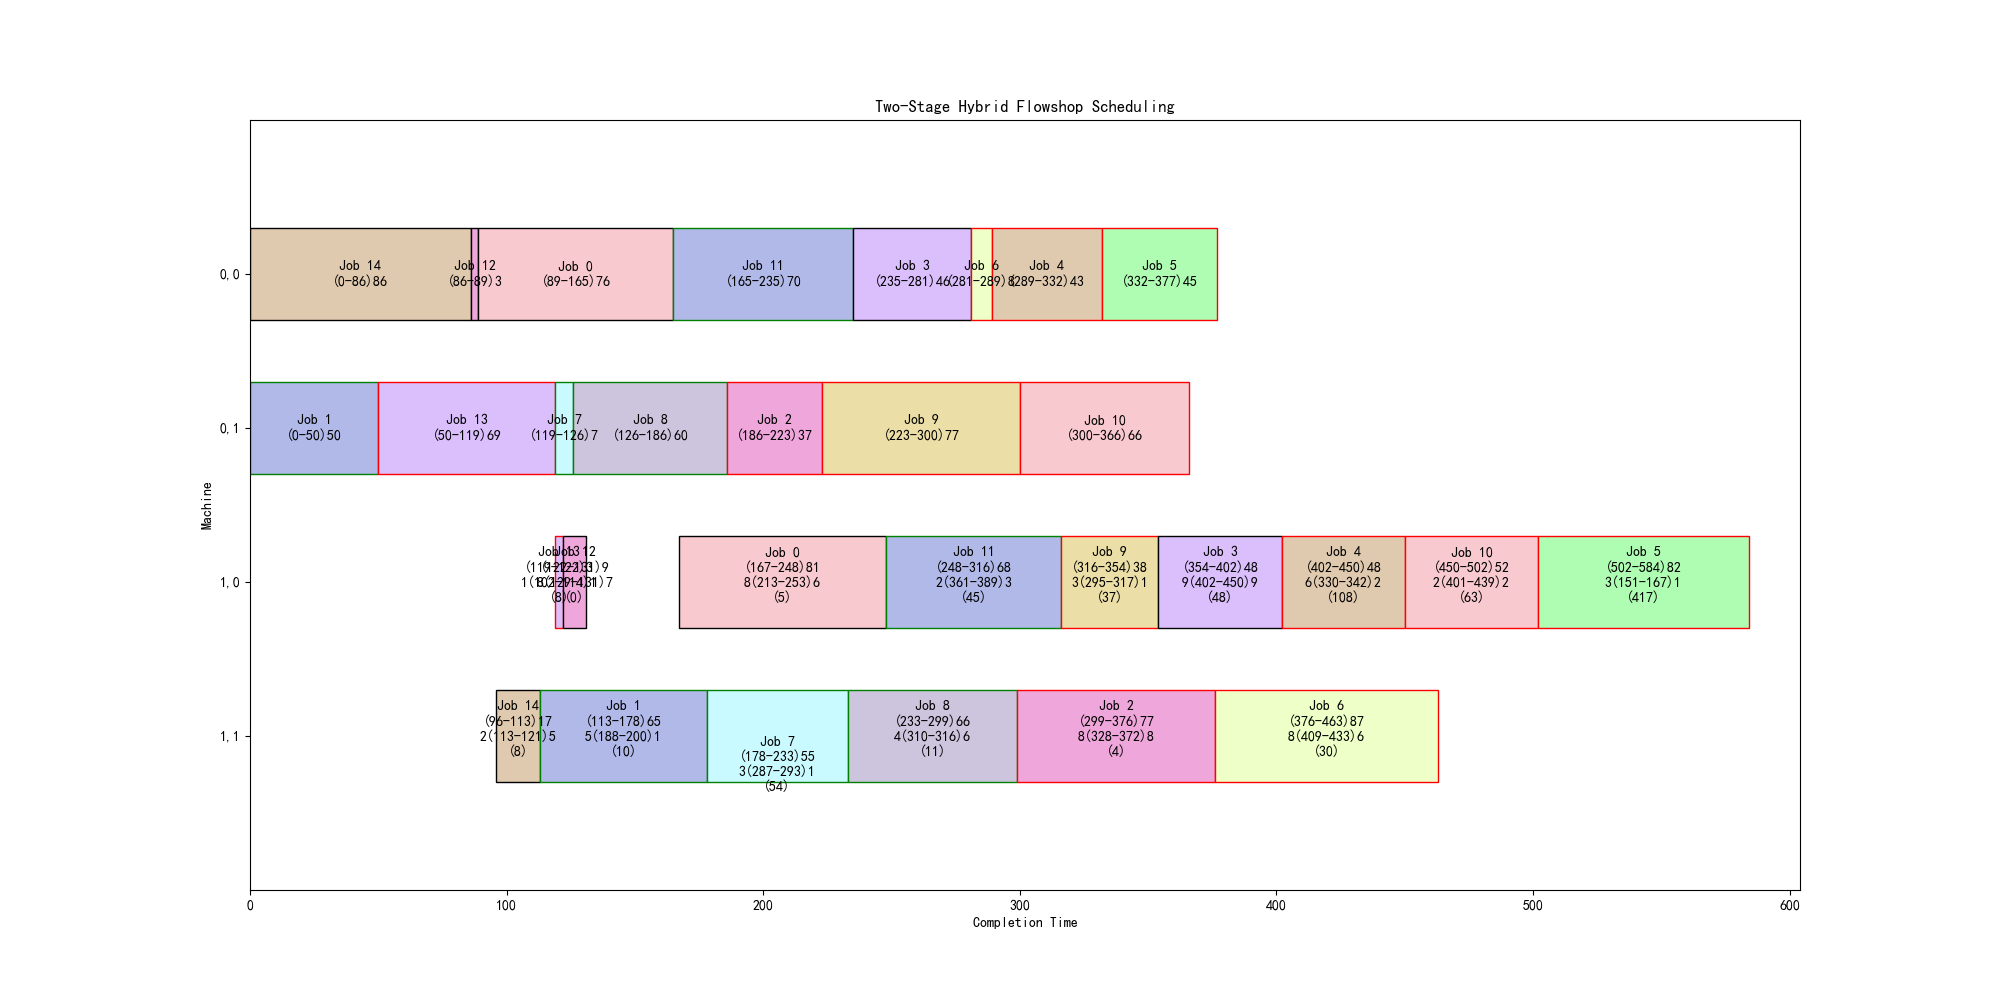 Two-Stage Hybrid Flowshop Scheduling
Machine
0,0
Job 14
(0-86)86
Job 12
(86-89)3
Job 0
(89-165)76
Job 11
(165-235)70
Job 3
(235-281)46
Job 6
(281-289)8
Job 4
(289-332)43
Job 5
(332-377)45
0,1
Job 1
(0-50)50
Job 13
(50-119)69
Job 7
(119-126)7
Job 8
(126-186)60
Job 2
(186-223)37
Job 9
(223-300)77
Job 10
(300-366)66
1,0
Job 13
(119-122)3
(8)
Job 12
(122-131)9
(0)
Job 0
(167-248)81
8(213-253)6
(5)
Job 11
(248-316)68
2(361-389)3
(45)
Job 9
(316-354)38
3(295-317)1
(37)
Job 3
(354-402)48
9(402-450)9
(48)
Job 4
(402-450)48
6(330-342)2
(108)
Job 10
(450-502)52
2(401-439)2
(63)
Job 5
(502-584)82
3(151-167)1
(417)
1,1
Job 14
(96-113)17
2(113-121)5
(8)
Job 1
(113-178)65
5(188-200)1
(10)
Job 7
(178-233)55
3(287-293)1
(54)
Job 8
(233-299)66
4(310-316)6
(11)
Job 2
(299-376)77
8(328-372)8
(4)
Job 6
(376-463)87
8(409-433)6
(30)
0
100
200
300
400
500
600
Completion Time